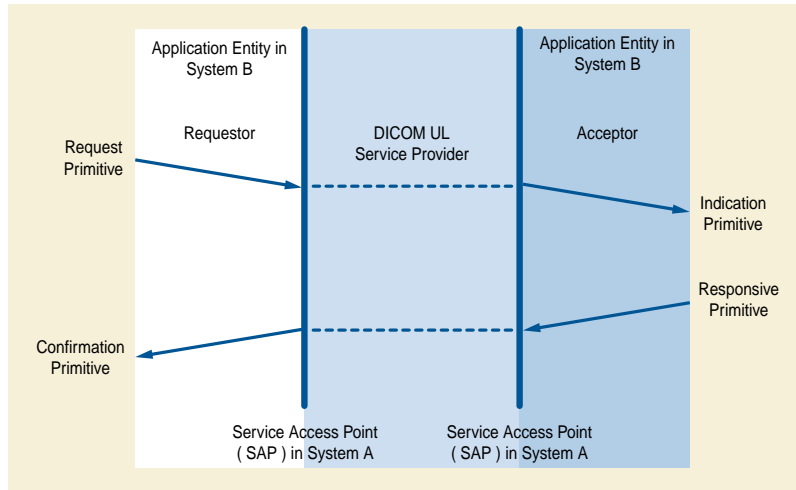 Application Entity in
System B
Application Entity in
System B
Requestor
DICOM UL
Service Provider
Acceptor
Request
Primitive
Indication
Primitive
Responsive
Primitive
Confirmation
Primitive
Service Access Point
( SAP ) in System A
Service Access Point
( SAP ) in System A